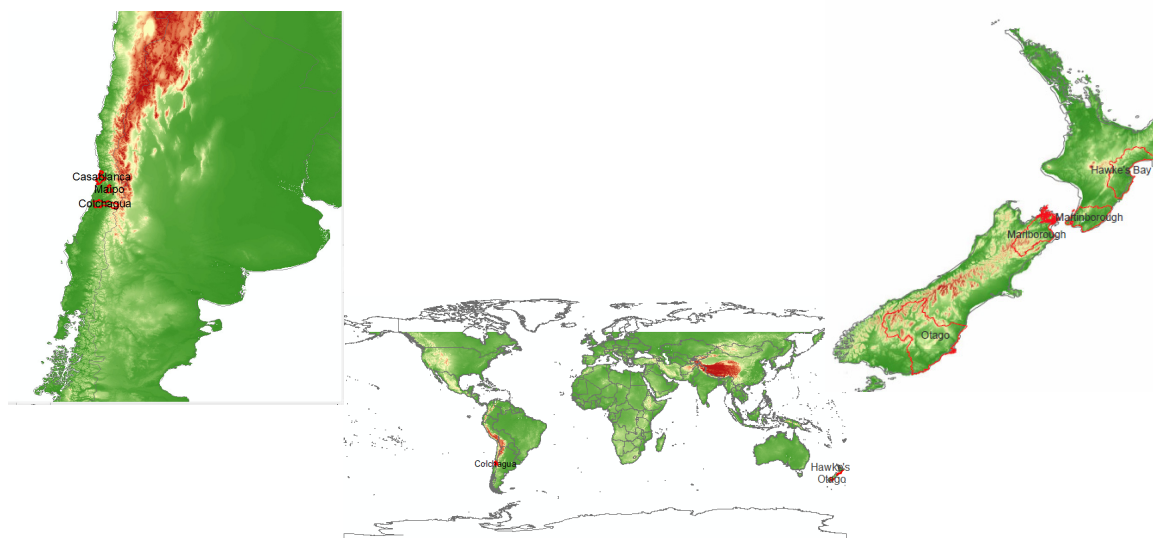 Casablanca
Maipo
Colchagua
Colchagua
Hawke's
Otago
Hawke's Bay
Martinborough
Marlborough
Otago